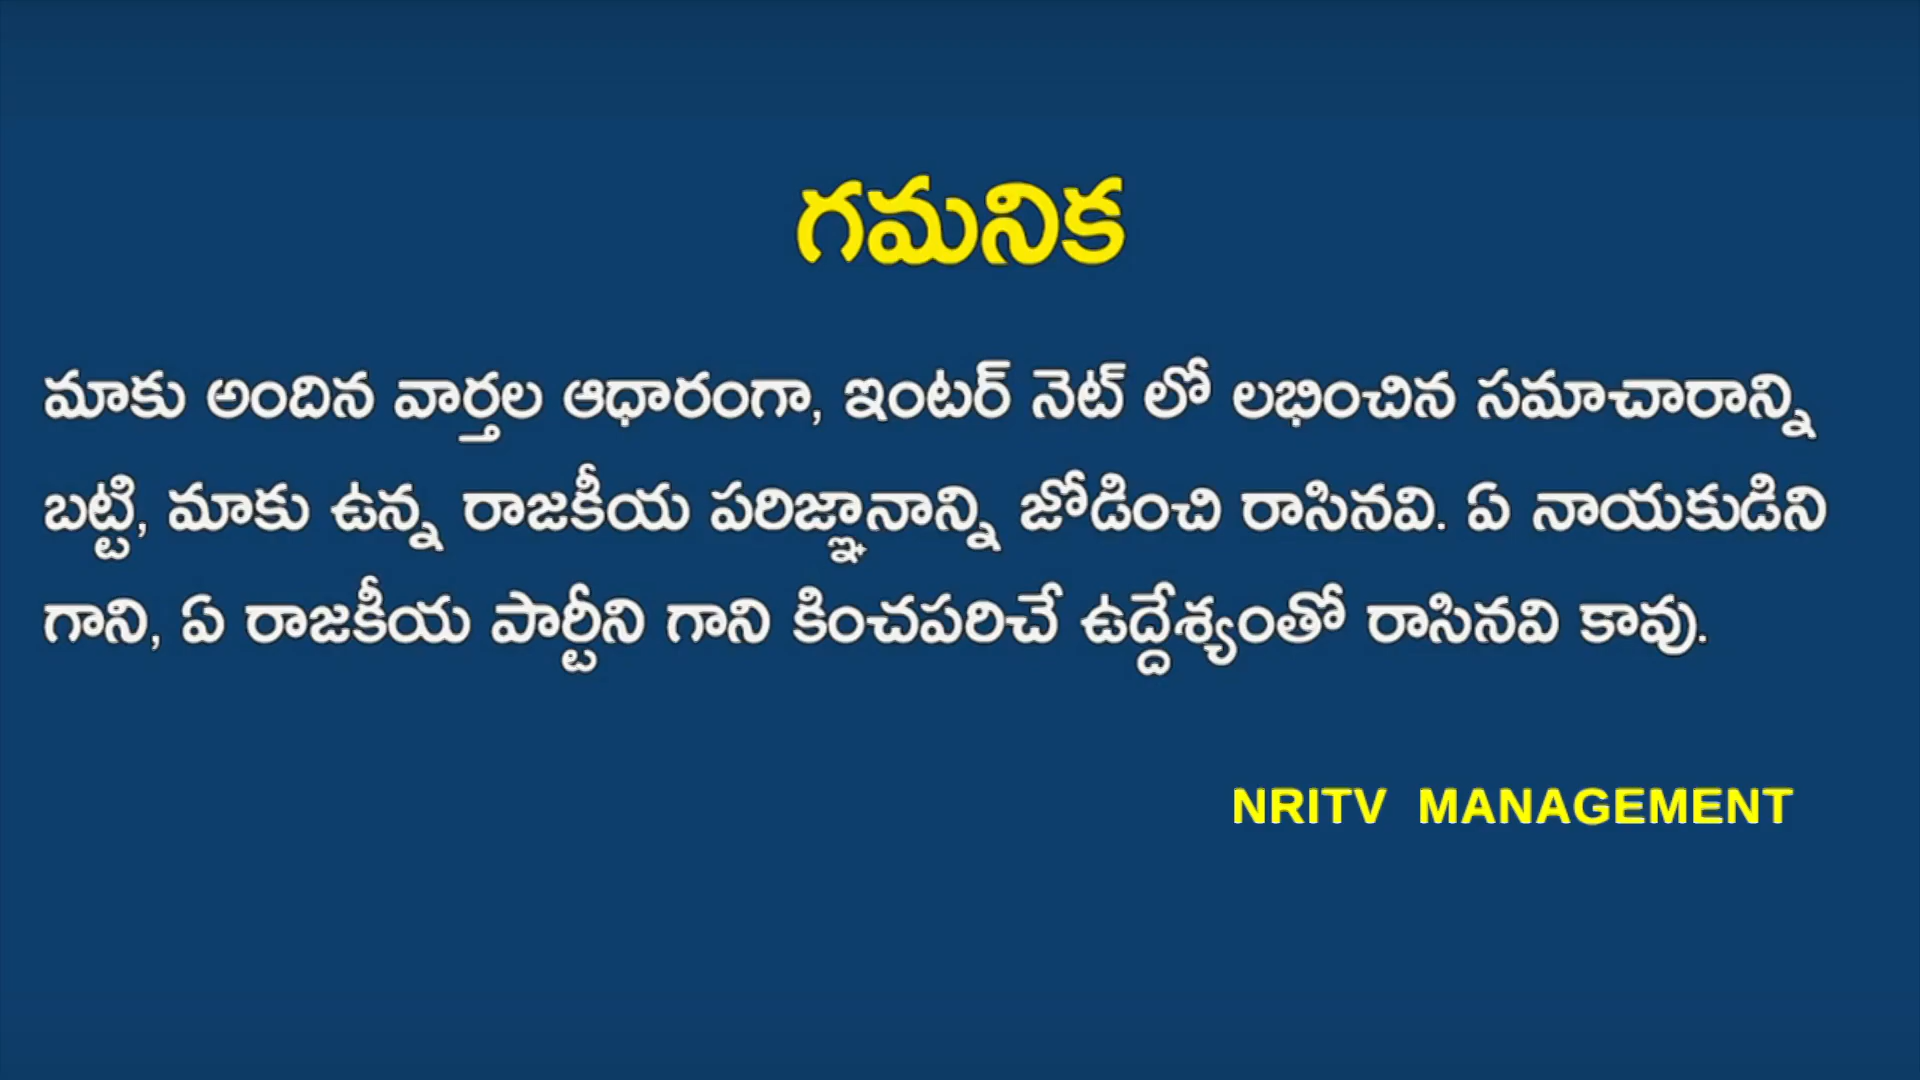 గమనిక
మాకు అందిన వార్తల ఆధారంగా, ఇంటర్ నెట్ లో లభించిన సమాచారాన్ని
బట్టి, మాకు ఉన్న రాజకీయ పరిజ్ఞానాన్ని జోడించి రాసినవి. ఏ నాయకుడిని
గాని, ఏ రాజకీయ పార్టీని గాని కించపరిచే ఉద్దేశ్యంతో రాసినవి కావు.
NRITV MANAGEMENT